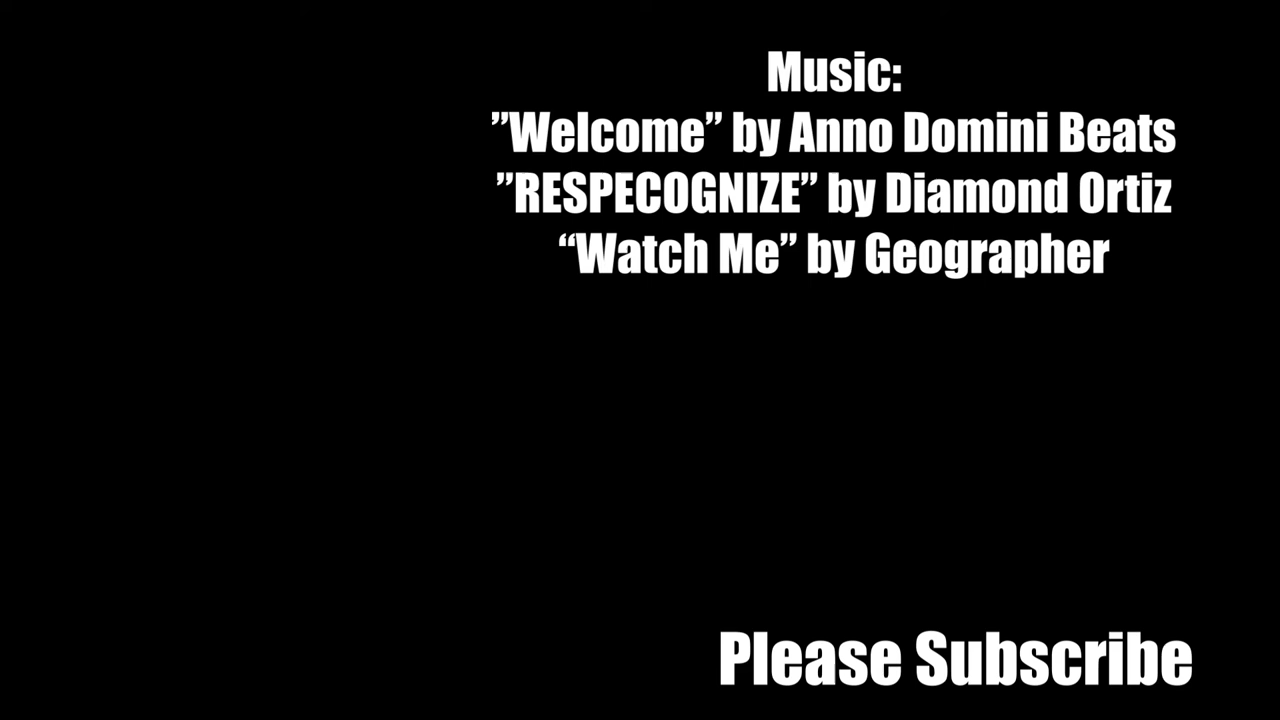 Music:
”Welcome” by Anno Domini Beats
”RESPECOGNIZE” by Diamond Ortiz
“Watch Me” by Geographer
Please Subscribe